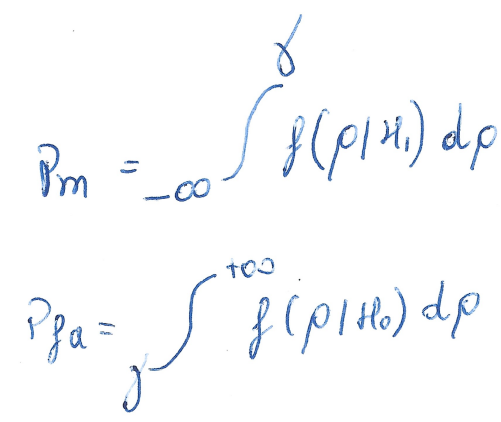 Pm = ∫_{-∞}^{γ} f(ρ/H₁) dρ
Pfa = ∫_{γ}^{+∞} f(ρ/H₀) dρ